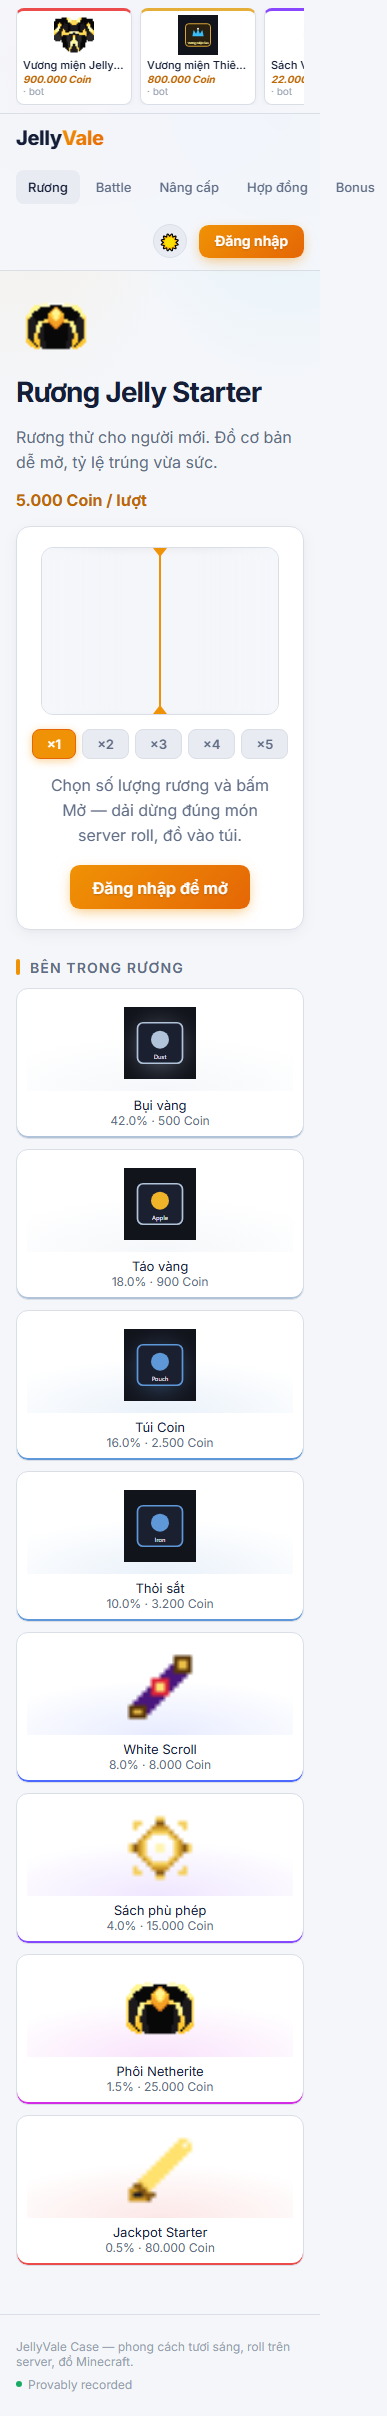 Vương miện Jelly...
900.000 Coin
· bot
Vương miện Thiê...
800.000 Coin
· bot
Sách V
22.000
· bot
JellyVale
Rương
Battle
Nâng cấp
Hợp đồng
Bonus
Đăng nhập
Rương Jelly Starter
Rương thử cho người mới. Đồ cơ bản
dễ mở, tỷ lệ trúng vừa sức.
5.000 Coin / lượt
×1
×2
×3
×4
×5
Chọn số lượng rương và bấm
Mở — dải dừng đúng món
server roll, đồ vào túi.
Đăng nhập để mở
BÊN TRONG RƯƠNG
Dust
Bụi vàng
42.0% · 500 Coin
Apple
Táo vàng
18.0% · 900 Coin
Pouch
Túi Coin
16.0% · 2.500 Coin
Iron
Thỏi sắt
10.0% · 3.200 Coin
White Scroll
8.0% · 8.000 Coin
Sách phù phép
4.0% · 15.000 Coin
Phôi Netherite
1.5% · 25.000 Coin
Jackpot Starter
0.5% · 80.000 Coin
JellyVale Case — phong cách tươi sáng, roll trên
server, đồ Minecraft.
Provably recorded